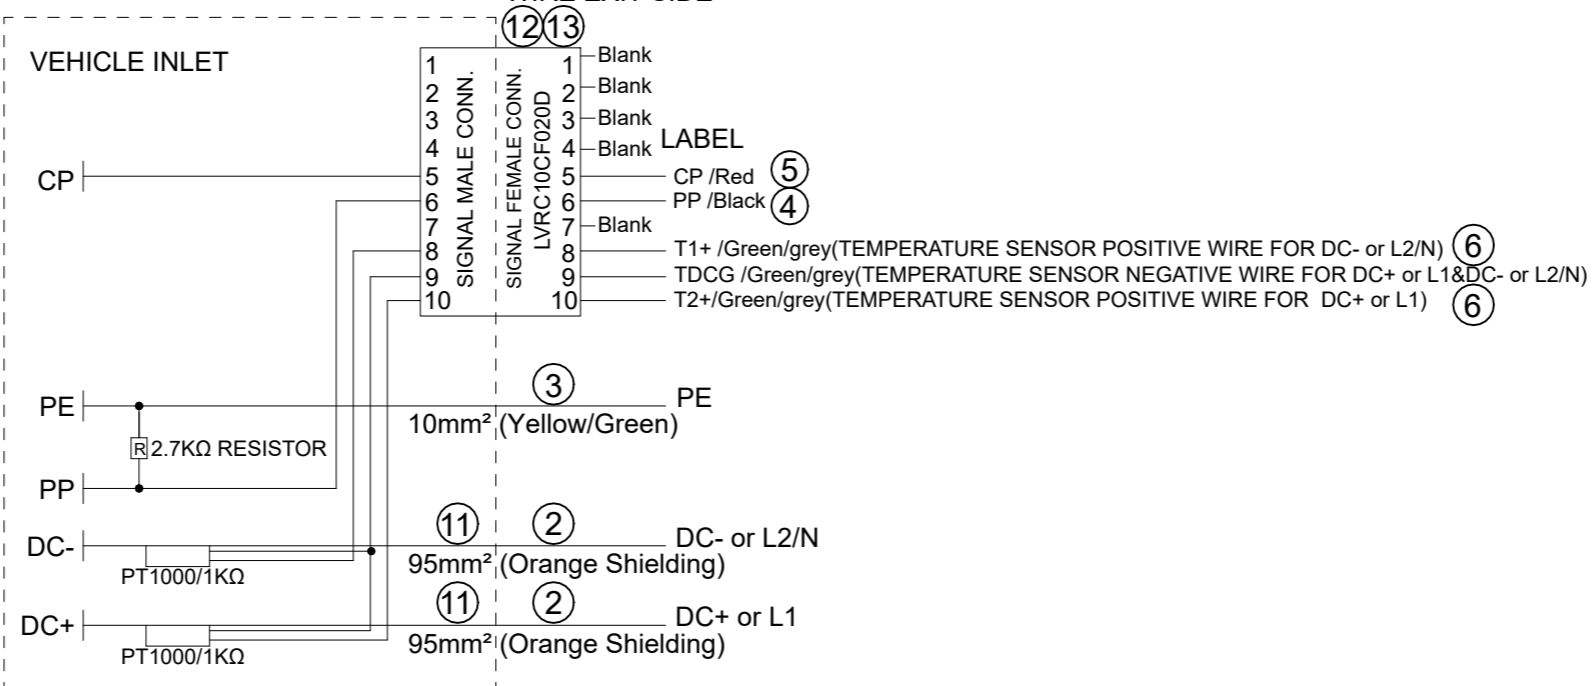 12 13
VEHICLE INLET
1
2
3
4
5
6
7
8
9
10
SIGNAL MALE CONN.
SIGNAL FEMALE CONN.
LVRC10CF020D
1 Blank
2 Blank
3 Blank
4 Blank
LABEL
CP
5 CP /Red 5
6 PP /Black 4
7 Blank
8 T1+ /Green/grey(TEMPERATURE SENSOR POSITIVE WIRE FOR DC- or L2/N) 6
9 TDCG /Green/grey(TEMPERATURE SENSOR NEGATIVE WIRE FOR DC+ or L1&DC- or L2/N)
10 T2+/Green/grey(TEMPERATURE SENSOR POSITIVE WIRE FOR DC+ or L1) 6
3
PE PE
10mm² (Yellow/Green)
R 2.7KΩ RESISTOR
PP
11 2
DC- DC- or L2/N
95mm² (Orange Shielding)
PT1000/1KΩ
11 2
DC+ DC+ or L1
95mm² (Orange Shielding)
PT1000/1KΩ